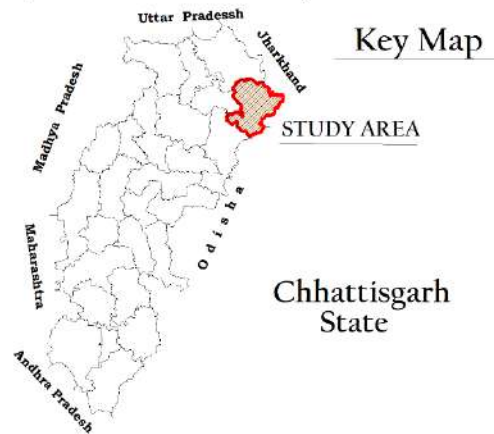 Uttar Pradessh
Jharkhand
Key Map
Madhya Pradesh
STUDY AREA
Odisha
Maharashtra
Chhattisgarh
State
Andhra Pradesh